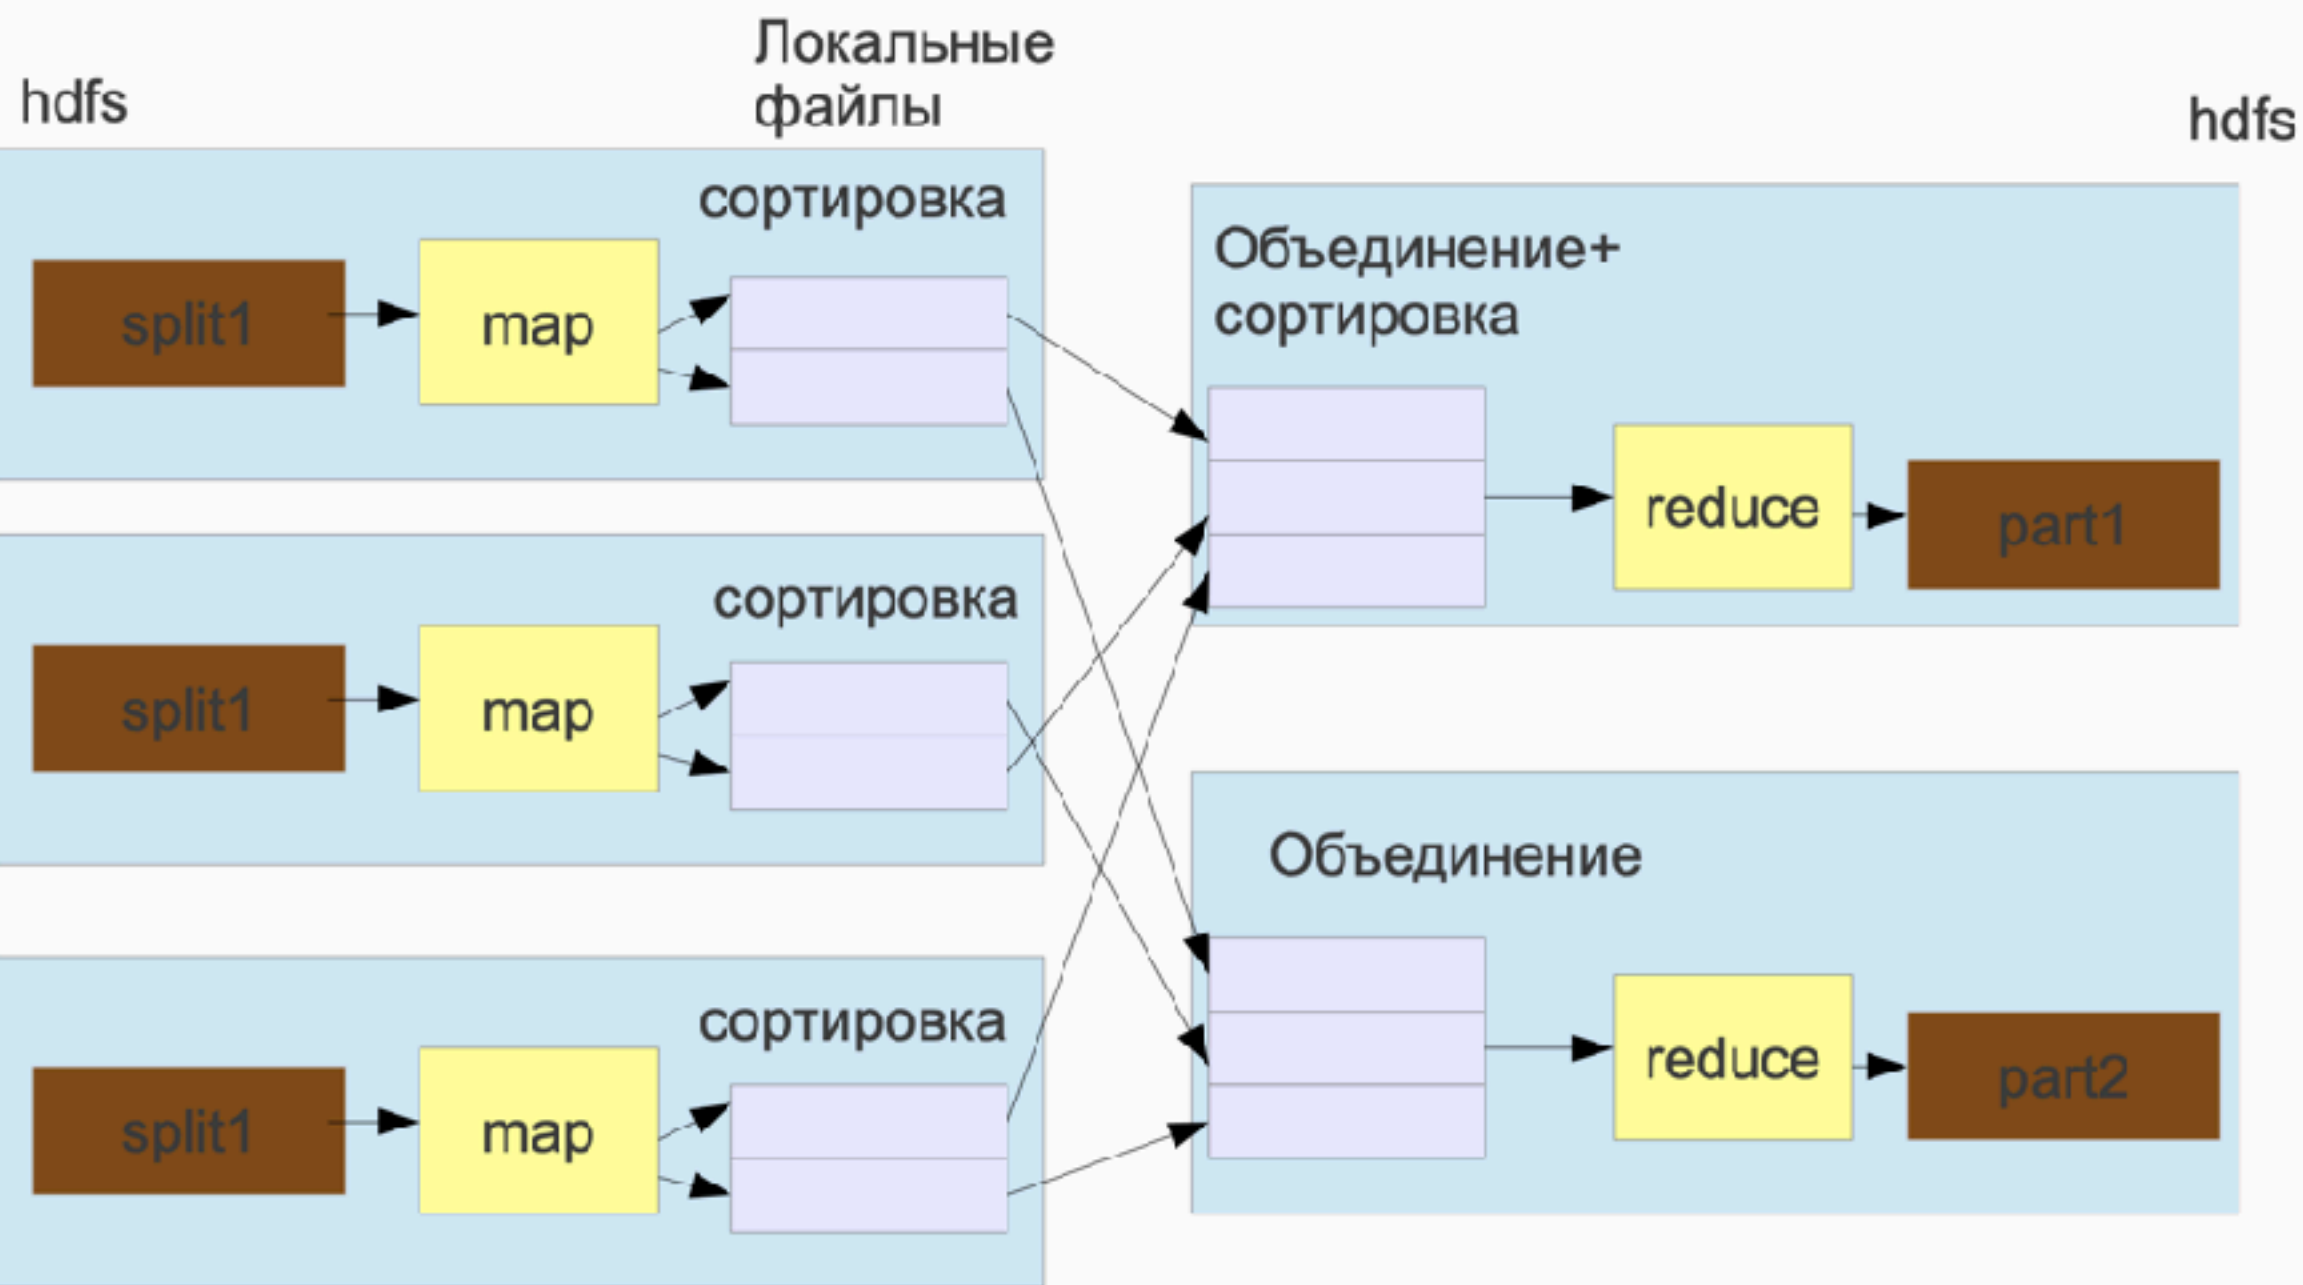 Локальные
файлы
hdfs
hdfs
сортировка
split1
map
Объединение+
сортировка
reduce
part1
сортировка
split1
map
Объединение
reduce
part2
сортировка
split1
map